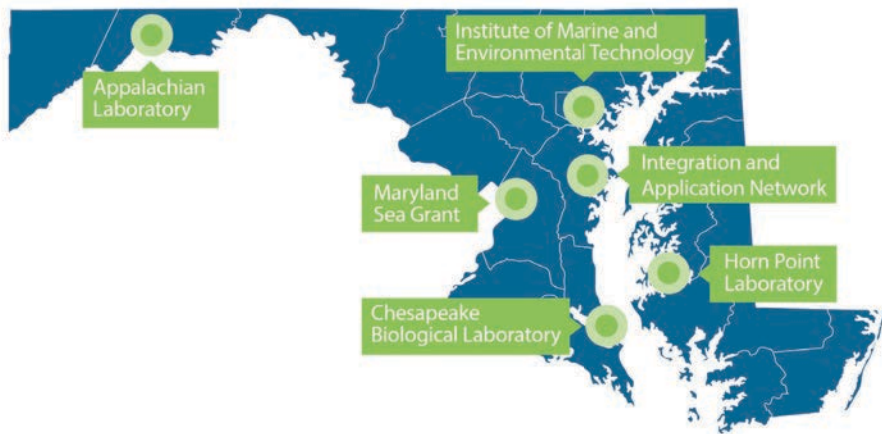 Institute of Marine and
Environmental Technology
Appalachian
Laboratory
Integration and
Application Network
Maryland
Sea Grant
Horn Point
Laboratory
Chesapeake
Biological Laboratory